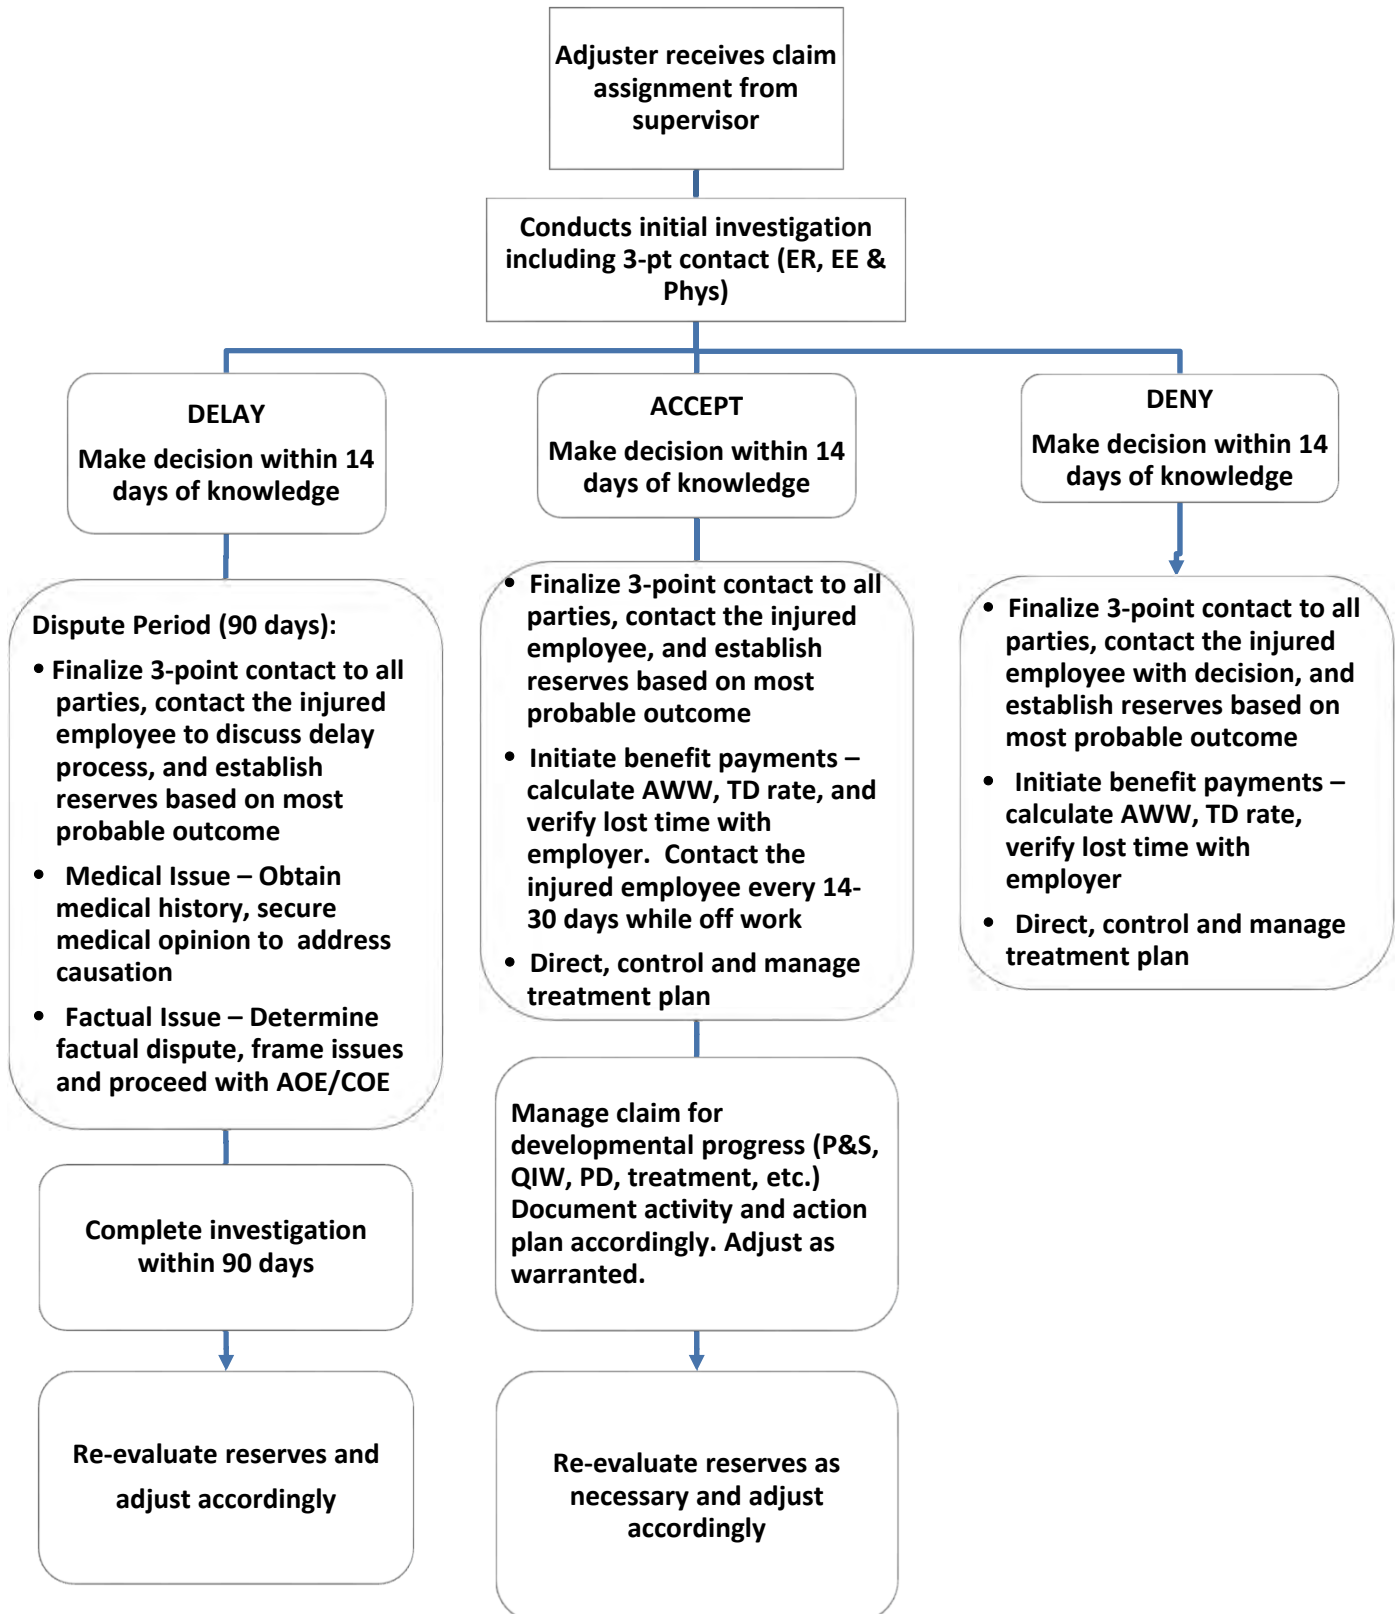 Adjuster receives claim
assignment from
supervisor
Conducts initial investigation
including 3-pt contact (ER, EE &
Phys)
DELAY
Make decision within 14
days of knowledge
ACCEPT
Make decision within 14
days of knowledge
DENY
Make decision within 14
days of knowledge
Dispute Period (90 days):
• Finalize 3-point contact to all
parties, contact the injured
employee to discuss delay
process, and establish
reserves based on most
probable outcome
• Medical Issue – Obtain
medical history, secure
medical opinion to address
causation
• Factual Issue – Determine
factual dispute, frame issues
and proceed with AOE/COE
• Finalize 3-point contact to all
parties, contact the injured
employee, and establish
reserves based on most
probable outcome
• Initiate benefit payments –
calculate AWW, TD rate, and
verify lost time with
employer. Contact the
injured employee every 14-
30 days while off work
• Direct, control and manage
treatment plan
• Finalize 3-point contact to all
parties, contact the injured
employee with decision, and
establish reserves based on
most probable outcome
• Initiate benefit payments –
calculate AWW, TD rate,
verify lost time with
employer
• Direct, control and manage
treatment plan
Complete investigation
within 90 days
Manage claim for
developmental progress (P&S,
QIW, PD, treatment, etc.)
Document activity and action
plan accordingly. Adjust as
warranted.
Re-evaluate reserves and
adjust accordingly
Re-evaluate reserves as
necessary and adjust
accordingly